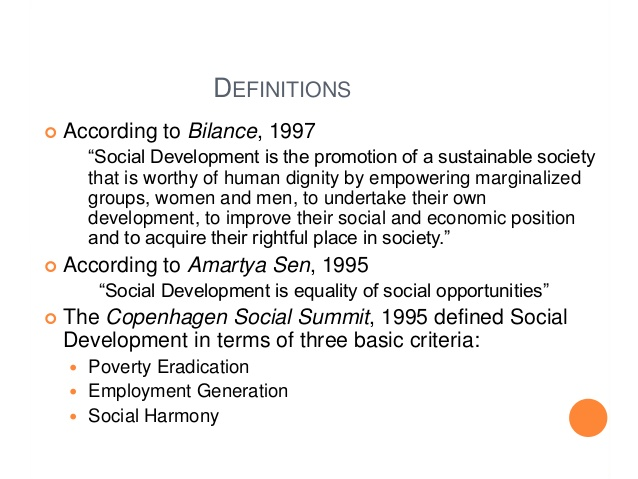 DEFINITIONS
According to Bilance, 1997
“Social Development is the promotion of a sustainable society
that is worthy of human dignity by empowering marginalized
groups, women and men, to undertake their own
development, to improve their social and economic position
and to acquire their rightful place in society.”
According to Amartya Sen, 1995
“Social Development is equality of social opportunities”
The Copenhagen Social Summit, 1995 defined Social
Development in terms of three basic criteria:
Poverty Eradication
Employment Generation
Social Harmony